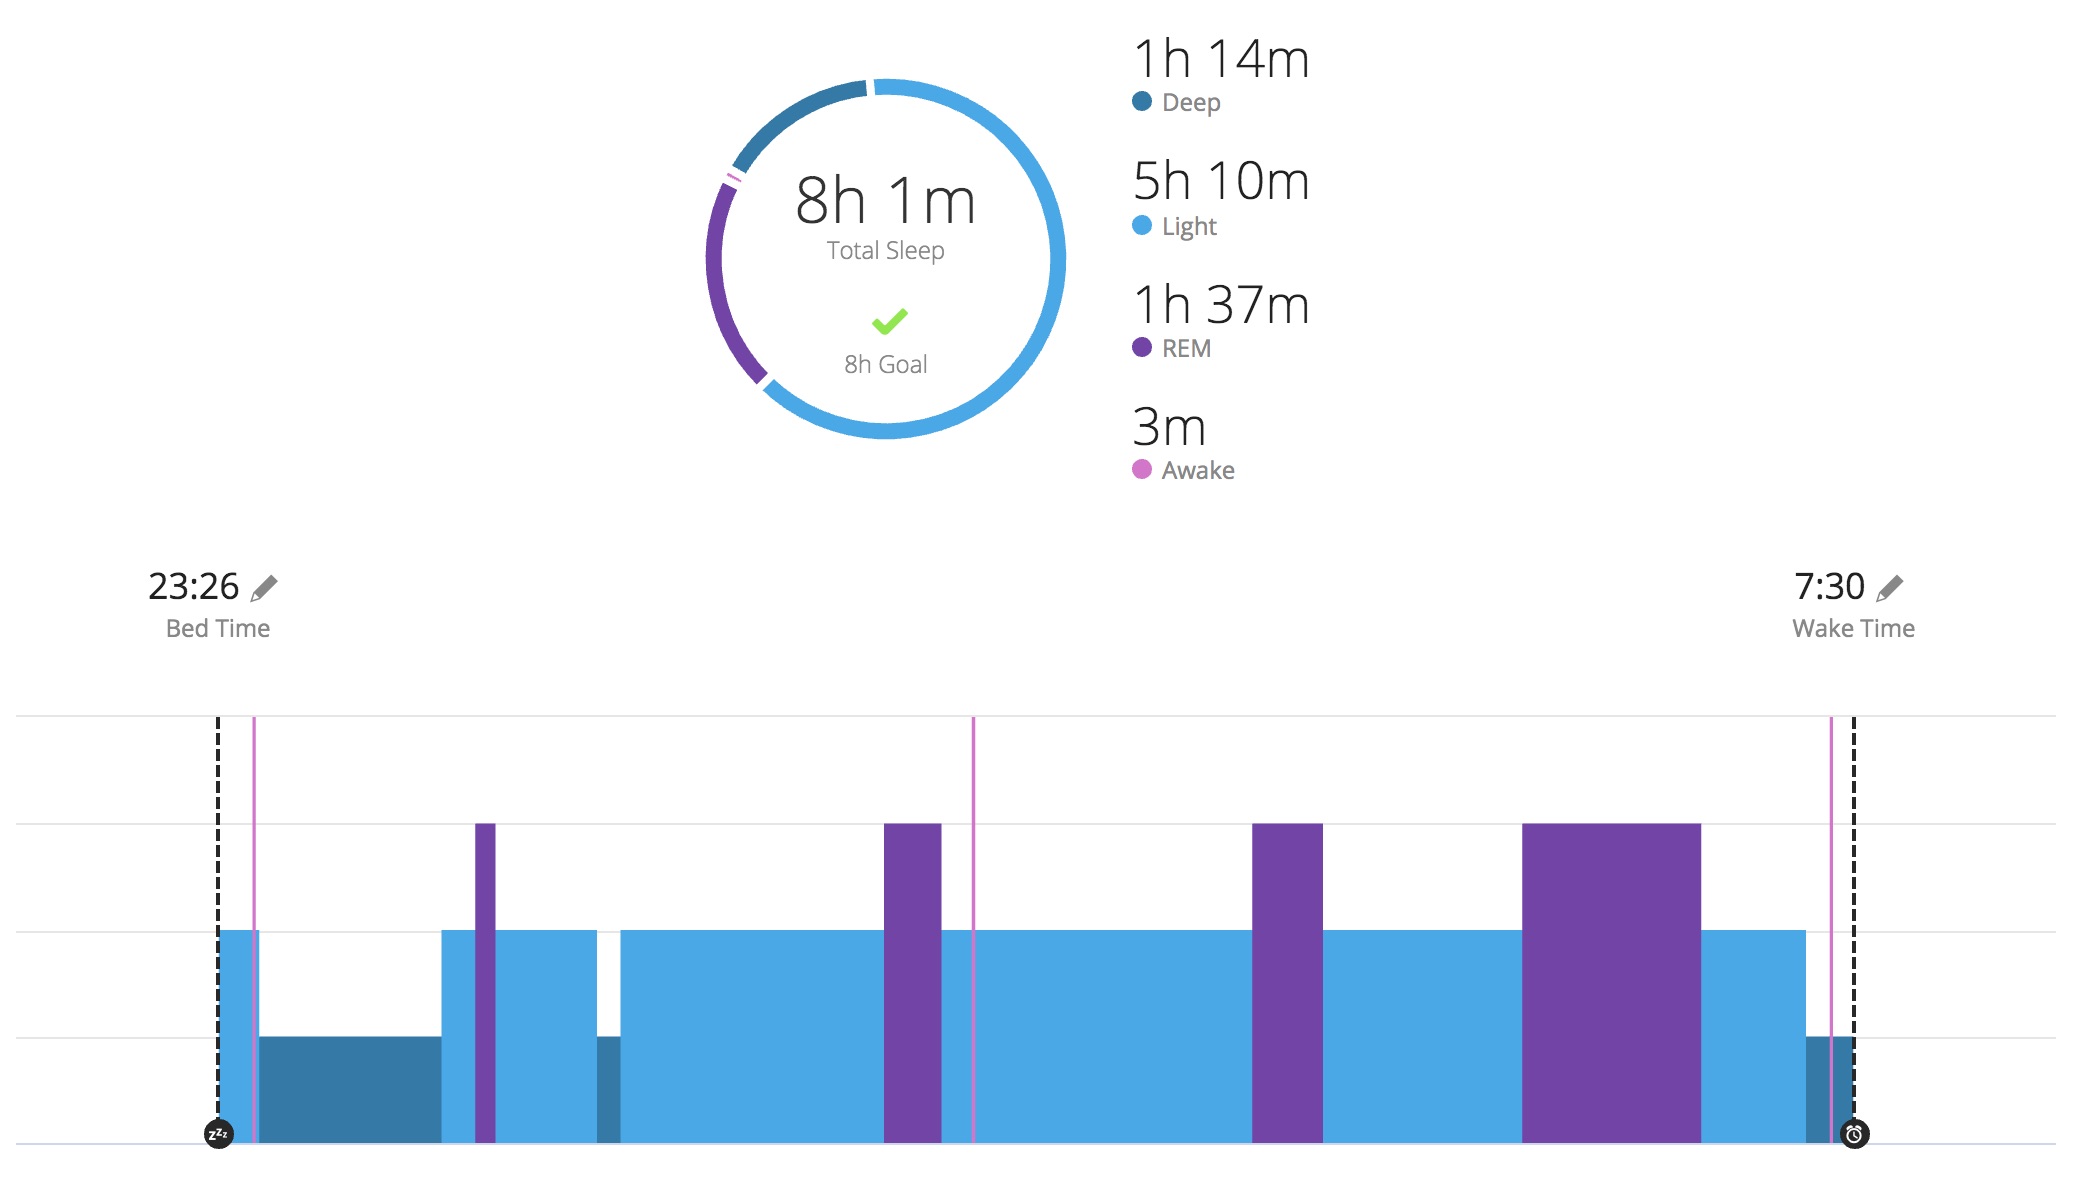 8h 1m
Total Sleep
8h Goal
1h 14m
Deep
5h 10m
Light
1h 37m
REM
3m
Awake
23:26
Bed Time
7:30
Wake Time
zzz